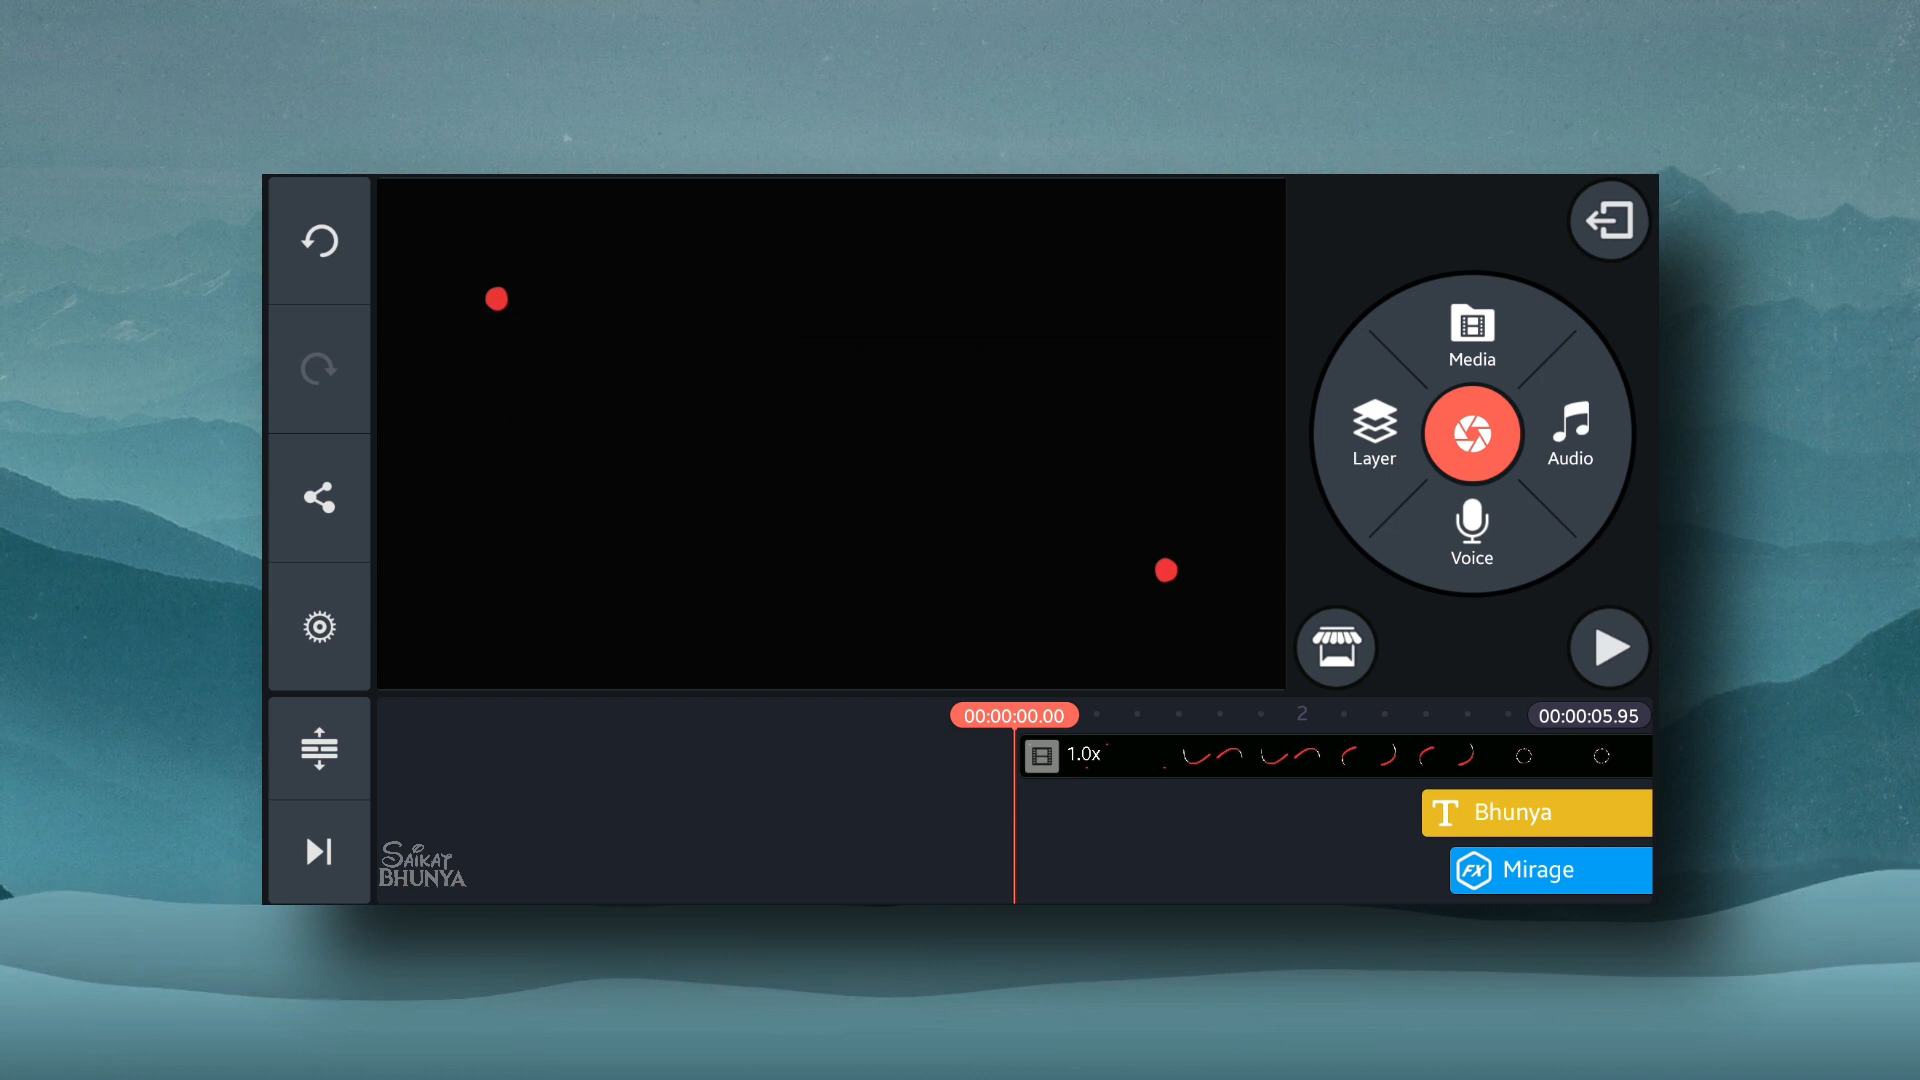 Media
Layer
Audio
Voice
00:00:00.00
2
00:00:05.95
1.0x
T Bhunya
FX Mirage
SAIKAT
BHUNYA